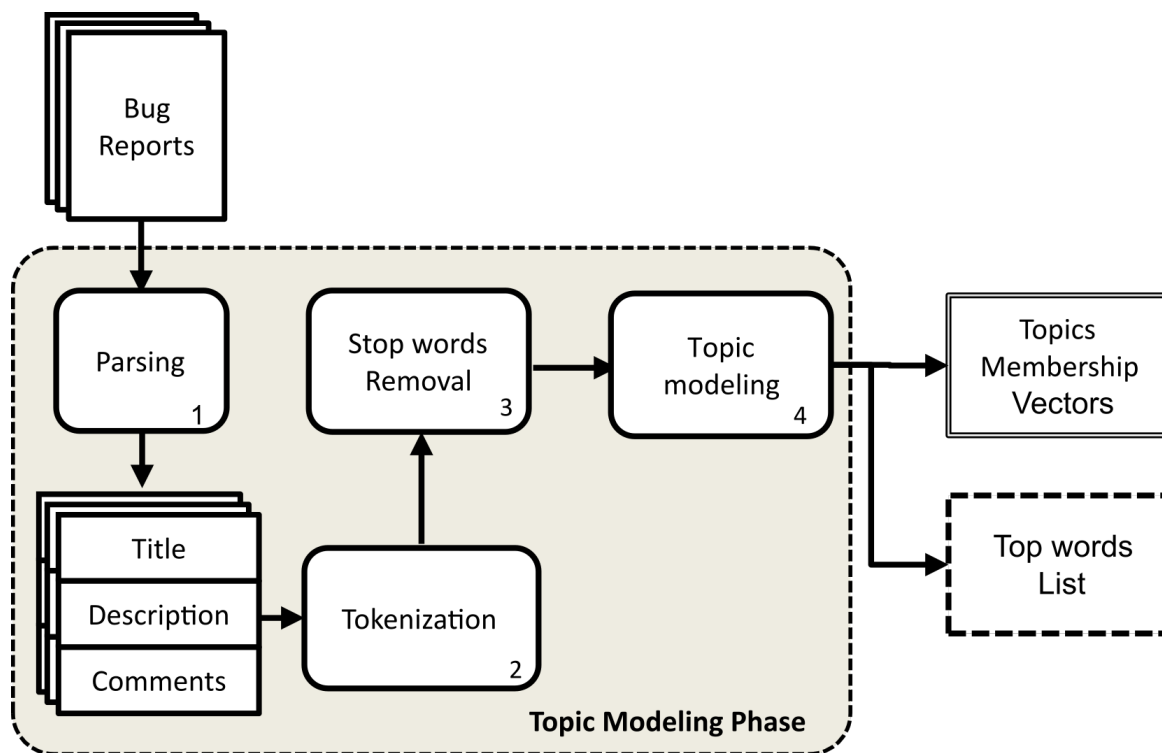 Bug
Reports
Parsing
1
Stop words
Removal
3
Topic
modeling
4
Topics
Membership
Vectors
Title
Description
Comments
Tokenization
2
Top words
List
Topic Modeling Phase